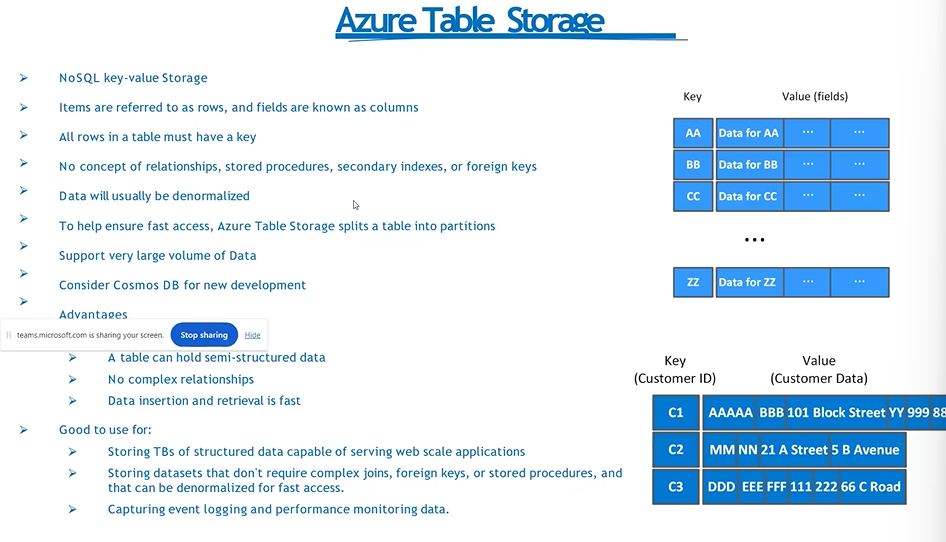 Azure Table Storage
NoSQL key-value Storage
Items are referred to as rows, and fields are known as columns
All rows in a table must have a key
No concept of relationships, stored procedures, secondary indexes, or foreign keys
Data will usually be denormalized
To help ensure fast access, Azure Table Storage splits a table into partitions
Support very large volume of Data
Consider Cosmos DB for new development
Advantages
teams.microsoft.com is sharing your screen. Stop sharing Hide
A table can hold semi-structured data
No complex relationships
Data insertion and retrieval is fast
Good to use for:
Storing TBs of structured data capable of serving web scale applications
Storing datasets that don't require complex joins, foreign keys, or stored procedures, and
that can be denormalized for fast access.
Capturing event logging and performance monitoring data.
Key Value (fields)
AA Data for AA ... ...
BB Data for BB ... ...
CC Data for CC ... ...
...
ZZ Data for ZZ ... ...
Key Value
(Customer ID) (Customer Data)
C1 AAAAA BBB 101 Block Street YY 999 88
C2 MM NN 21 A Street 5 B Avenue
C3 DDD EEE FFF 111 222 66 C Road